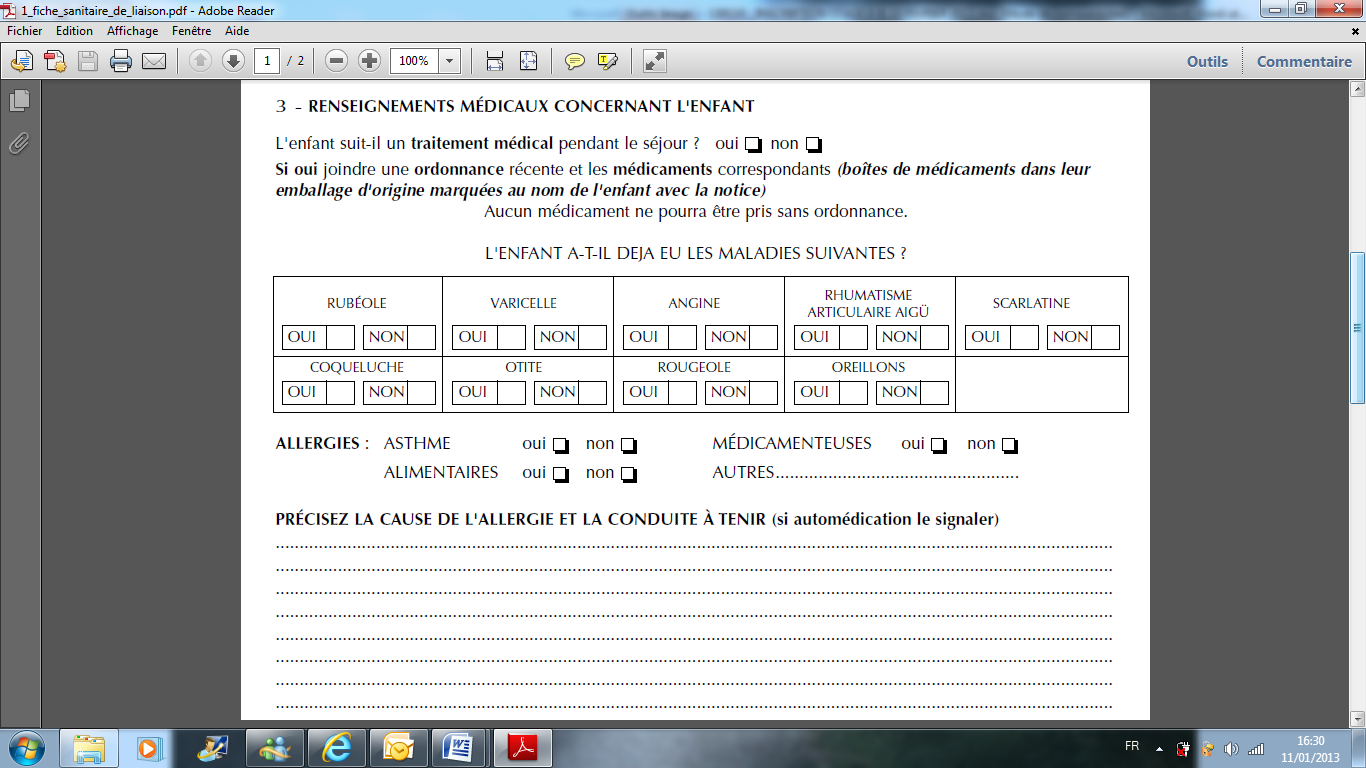 1_fiche_sanitaire_de_liaison.pdf - Adobe Reader
Fichier Edition Affichage Fenêtre Aide
1 / 2 100% Outils Commentaire
3 - RENSEIGNEMENTS MÉDICAUX CONCERNANT L'ENFANT
L'enfant suit-il un traitement médical pendant le séjour ? oui non
Si oui joindre une ordonnance récente et les médicaments correspondants (boîtes de médicaments dans leur
emballage d'origine marquées au nom de l'enfant avec la notice)
Aucun médicament ne pourra être pris sans ordonnance.
L'ENFANT A-T-IL DEJA EU LES MALADIES SUIVANTES ?
RUBÉOLE VARICELLE ANGINE RHUMATISME ARTICULAIRE AIGÜ SCARLATINE
OUI NON OUI NON OUI NON OUI NON OUI NON
COQUELUCHE OTITE ROUGEOLE OREILLONS
OUI NON OUI NON OUI NON OUI NON
ALLERGIES : ASTHME oui non MÉDICAMENTEUSES oui non
ALIMENTAIRES oui non AUTRES..................................................
PRÉCISEZ LA CAUSE DE L'ALLERGIE ET LA CONDUITE À TENIR (si automédication le signaler)
FR 16:30
11/01/2013